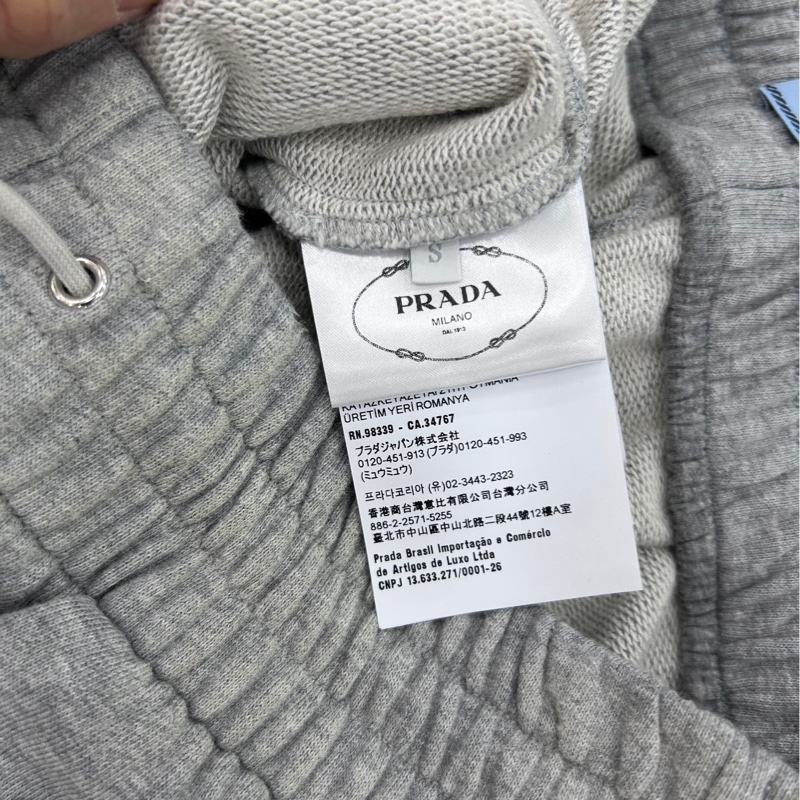 S
PRADA
MILANO
DAL 1913
ÜRETİM YERİ ROMANYA
RN.98339 - CA.34767
プラダジャパン株式会社
0120-451-913 (プラダ)0120-451-993
(ミュウミュウ)
프라다코리아 (유)02-3443-2323
香港商台灣意比有限公司台灣分公司
886-2-2571-5255
臺北市中山區中山北路二段44號12樓A室
Prada Brasil Importação e Comércio
de Artigos de Luxo Ltda
CNPJ 13.633.271/0001-26